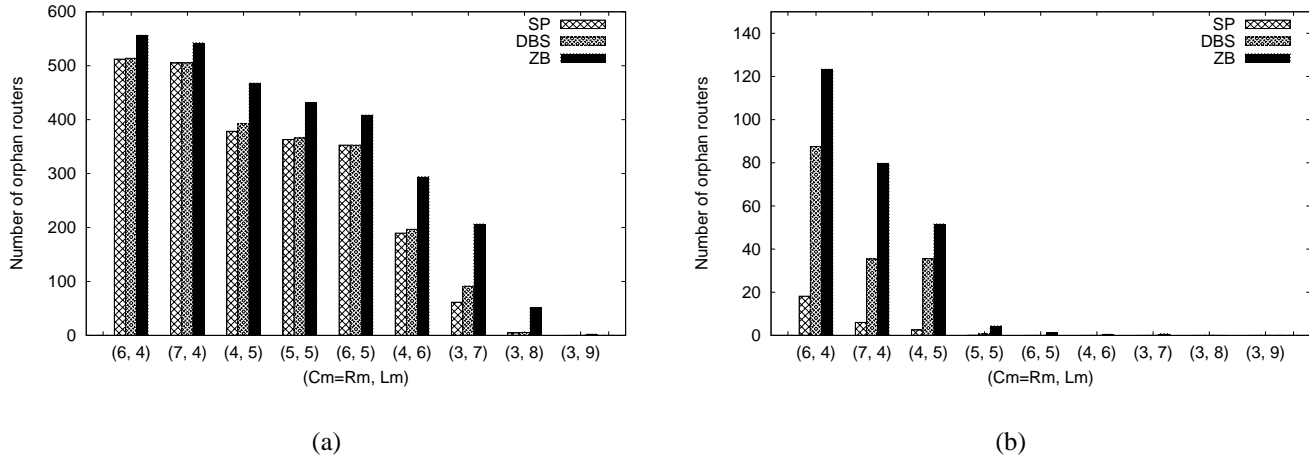 Number of orphan routers
600
500
400
300
200
100
0
SP
DBS
ZB
(6, 4) (7, 4) (4, 5) (5, 5) (6, 5) (4, 6) (3, 7) (3, 8) (3, 9)
(Cm=Rm, Lm)
(a)
Number of orphan routers
150
140
120
100
80
60
40
20
0
SP
DBS
ZB
(6, 4) (7, 4) (4, 5) (5, 5) (6, 5) (4, 6) (3, 7) (3, 8) (3, 9)
(Cm=Rm, Lm)
(b)